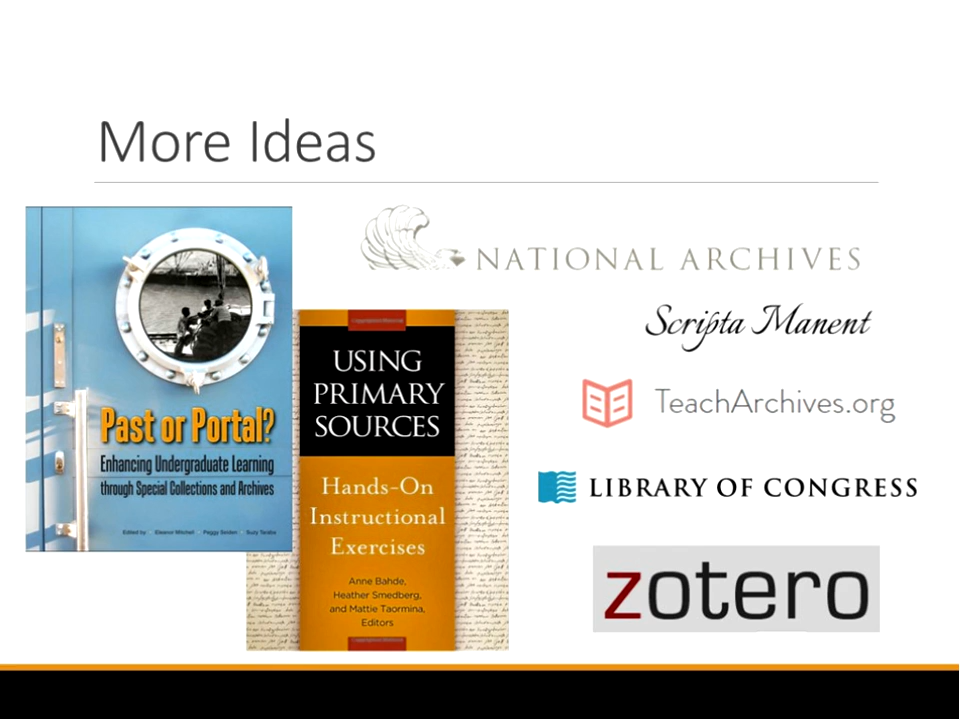 More Ideas
NATIONAL ARCHIVES
Scripta Manent
TeachArchives.org
LIBRARY OF CONGRESS
zotero
Past or Portal?
Enhancing Undergraduate Learning
through Special Collections and Archives
Edited by Eleanor Mitchell Peggy Seiden Suzy Taraba
USING
PRIMARY
SOURCES
Hands-On
Instructional
Exercises
Anne Bahde,
Heather Smedberg,
and Mattie Taormina,
Editors